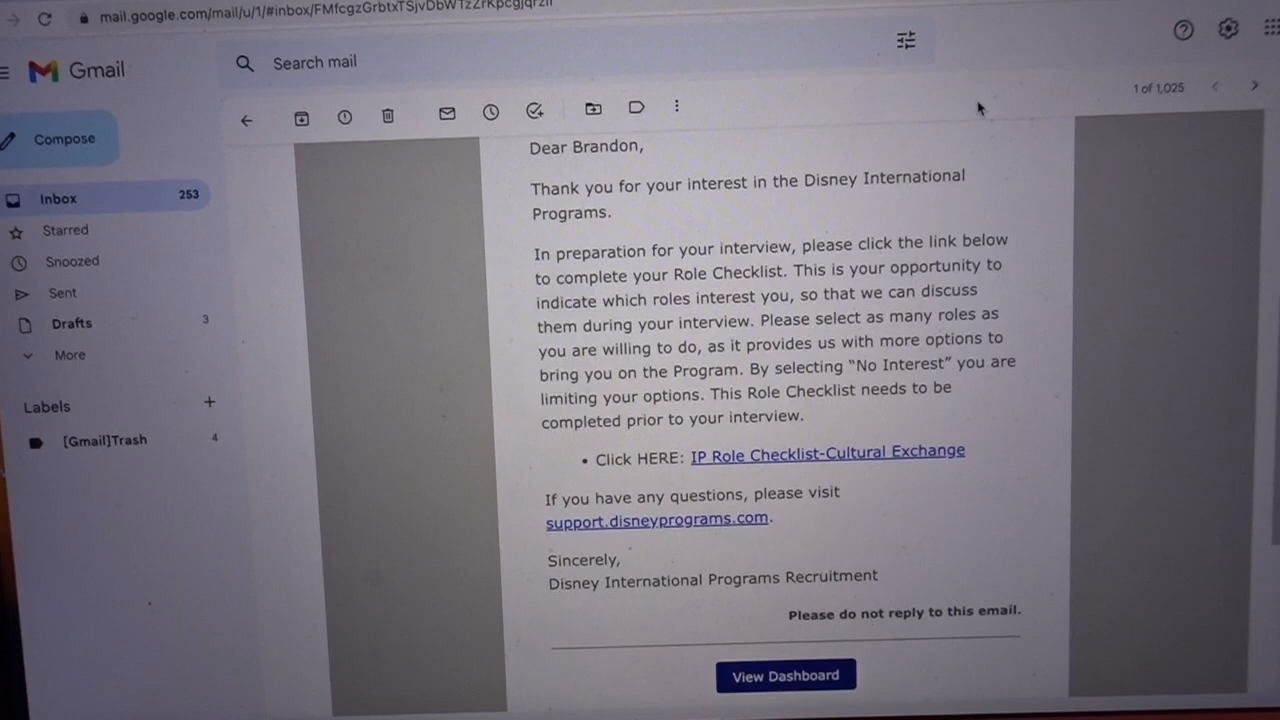 mail.google.com/mail/u/1/#inbox/
Gmail
Search mail
1 of 1,025
Compose
Inbox 253
Starred
Snoozed
Sent
Drafts 3
More
Labels +
[Gmail]Trash 4
Dear Brandon,
Thank you for your interest in the Disney International
Programs.
In preparation for your interview, please click the link below
to complete your Role Checklist. This is your opportunity to
indicate which roles interest you, so that we can discuss
them during your interview. Please select as many roles as
you are willing to do, as it provides us with more options to
bring you on the Program. By selecting “No Interest” you are
limiting your options. This Role Checklist needs to be
completed prior to your interview.
• Click HERE: IP Role Checklist-Cultural Exchange
If you have any questions, please visit
support.disneyprograms.com.
Sincerely,
Disney International Programs Recruitment
Please do not reply to this email.
View Dashboard